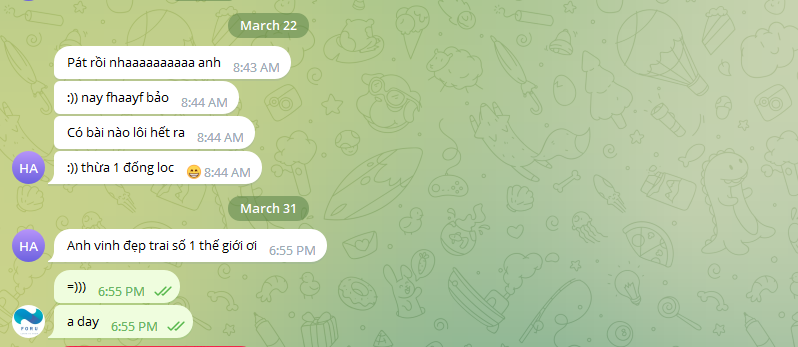 March 22
Pát rồi nhaaaaaaaaaa anh 8:43 AM
:)) nay fhaayf bảo 8:44 AM
Có bài nào lôi hết ra 8:44 AM
HA :)) thừa 1 đống loc 😀 8:44 AM
March 31
HA Anh vinh đẹp trai số 1 thế giới ơi 6:55 PM
=))) 6:55 PM
FORU a day 6:55 PM